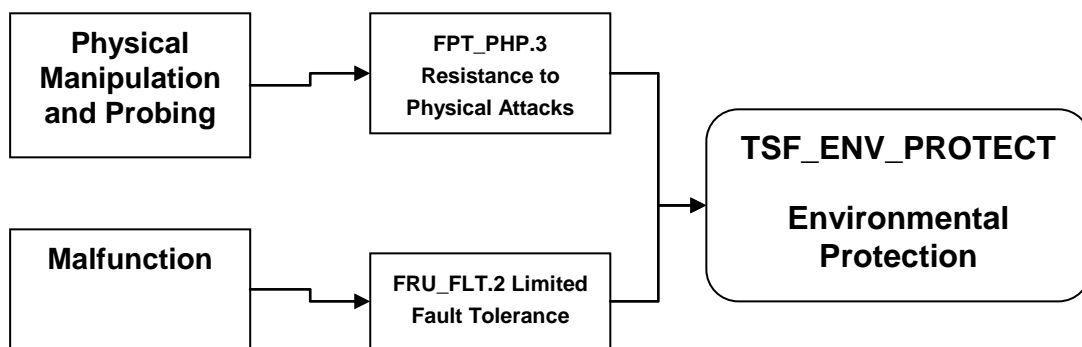 Physical
Manipulation
and Probing
FPT_PHP.3
Resistance to
Physical Attacks
TSF_ENV_PROTECT
Environmental
Protection
Malfunction
FRU_FLT.2 Limited
Fault Tolerance